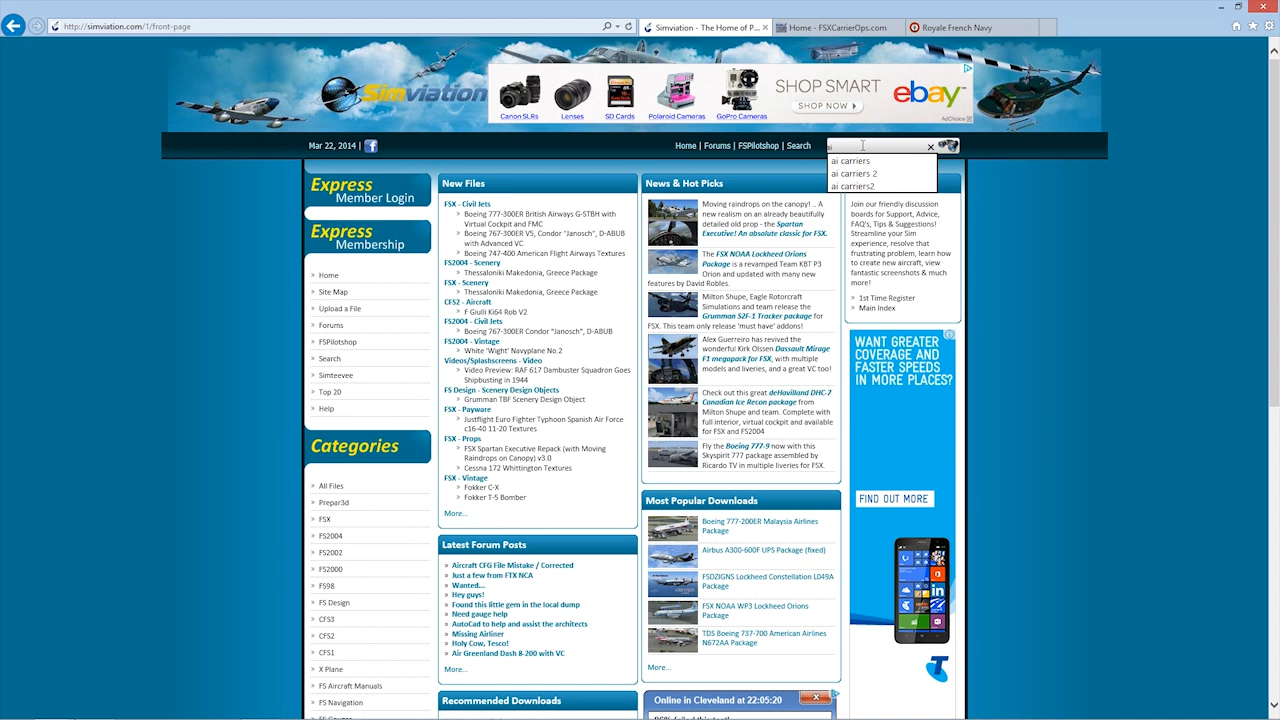 http://simviation.com/1/front-page
Simviation - The Home of P...
Home - FSXCarrierOps.com
Royale French Navy
Simviation
Canon SLRs
Lenses
SD Cards
Polaroid Cameras
GoPro Cameras
SHOP SMART
SHOP NOW
ebay
AdChoice
Mar 22, 2014 |
Home | Forums | FSPilotshop | Search
ai
ai carriers
ai carriers 2
ai carriers2
Express
Member Login
Express
Membership
Home
Site Map
Upload a File
Forums
FSPilotshop
Search
Simteevee
Top 20
Help
Categories
All Files
Prepar3d
FSX
FS2004
FS2002
FS2000
FS98
FS Design
CFS3
CFS2
CFS1
X Plane
FS Aircraft Manuals
FS Navigation
FS Gauges
New Files
FSX - Civil Jets
Boeing 777-300ER British Airways G-STBH with
Virtual Cockpit and FMC
Boeing 767-300ER V5, Condor "Janosch", D-ABUB
with Advanced VC
Boeing 747-400 American Flight Airways Textures
FS2004 - Scenery
Thessaloniki Makedonia, Greece Package
FSX - Scenery
Thessaloniki Makedonia, Greece Package
CFS2 - Aircraft
F Giulli Ki64 Rob V2
FS2004 - Civil Jets
Boeing 767-300ER Condor "Janosch", D-ABUB
FS2004 - Vintage
White 'Wight' Navyplane No.2
Videos/Splashscreens - Video
Video Preview: RAF 617 Dambuster Squadron Goes
Shipbusting in 1944
FS Design - Scenery Design Objects
Grumman TBF Scenery Design Object
FSX - Payware
Justflight Euro Fighter Typhoon Spanish Air Force
c16-40 11-20 Textures
FSX - Props
FSX Spartan Executive Repack (with Moving
Raindrops on Canopy) v3.0
Cessna 172 Whittington Textures
FSX - Vintage
Fokker C-X
Fokker T-5 Bomber
More...
Latest Forum Posts
Aircraft CFG File Mistake / Corrected
Just a few from FTX NCA
Wanted...
Hey guys!
Found this little gem in the local dump
Need gauge help
AutoCad to help and assist the architects
Missing Airliner
Holy Cow, Tesco!
Air Greenland Dash 8-200 with VC
More...
Recommended Downloads
News & Hot Picks
Moving raindrops on the canopy! .. A
new realism on an already beautifully
detailed old prop - the Spartan
Executive! An absolute classic for FSX.
The FSX NOAA Lockheed Orions
Package is a revamped Team KBT P3
Orion and updated with many new
features by David Robles.
Milton Shupe, Eagle Rotorcraft
Simulations and team release the
Grumman S2F-1 Tracker package for
FSX. This team only release 'must have' addons!
Alex Guerreiro has revised the
wonderful Kirk Olssen Dassault Mirage
F1 megapack for FSX, with multiple
models and liveries, and a great VC too!
Check out this great deHavilland DHC-7
Canadian Ice Recon package from
Milton Shupe and team. Complete with
full interior, virtual cockpit and available
for FSX and FS2004
Fly the Boeing 777-9 now with this
Skyspirit 777 package assembled by
Ricardo TV in multiple liveries for FSX.
Most Popular Downloads
Boeing 777-200ER Malaysia Airlines
Package
Airbus A300-600F UPS Package (fixed)
FSDZIGNS Lockheed Constellation L049A
Package
FSX NOAA WP3 Lockheed Orions
Package
TDS Boeing 737-700 American Airlines
N672AA Package
More...
Online in Cleveland at 22:05:20
Join our friendly discussion
boards for Support, Advice,
FAQ's, Tips & Suggestions!
Streamline your Sim
experience, resolve that
frustrating problem, learn how
to create new aircraft, view
fantastic screenshots & much
more!
1st Time Register
Main Index
WANT GREATER
COVERAGE AND
FASTER SPEEDS
IN MORE PLACES?
FIND OUT MORE